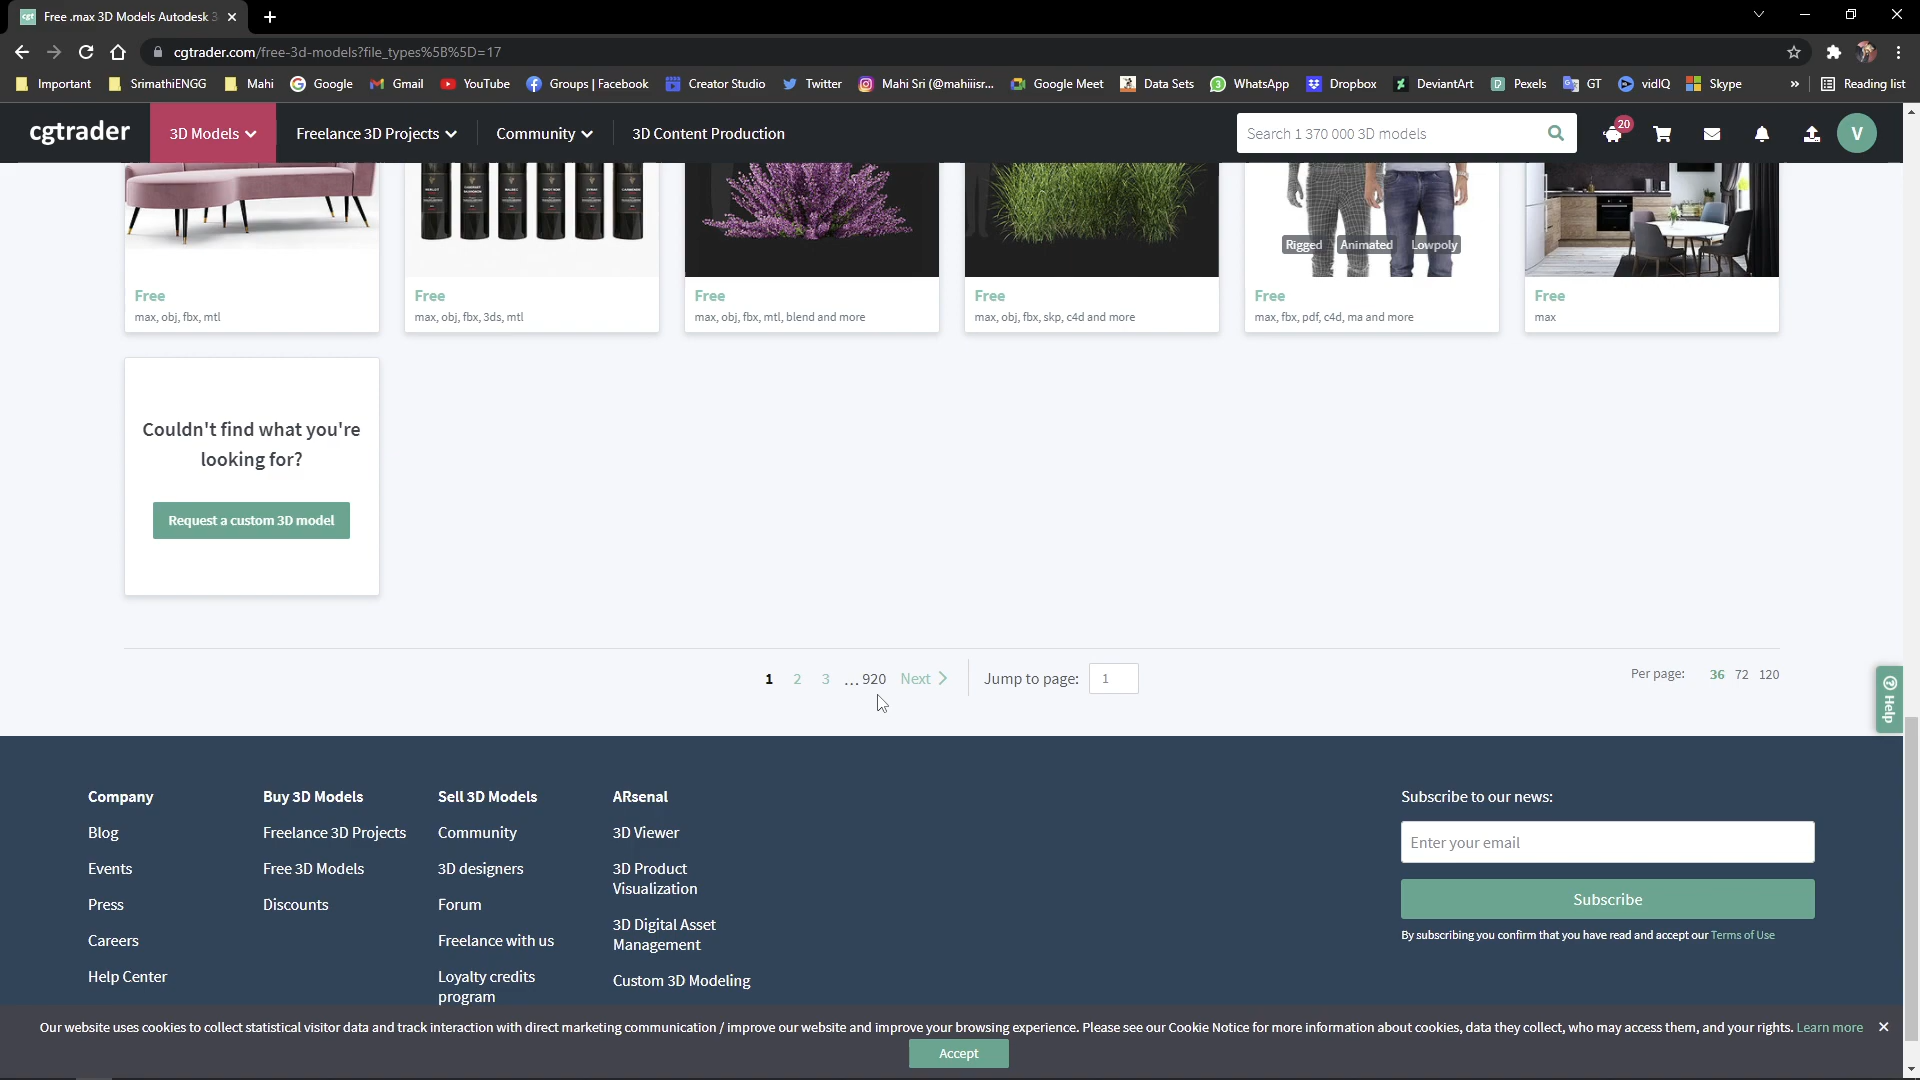 Free .max 3D Models Autodesk 3
cgtrader.com/free-3d-models?file_types%5B%5D=17
Important SrimathiENGG Mahi Google Gmail YouTube Groups | Facebook Creator Studio Twitter Mahi Sri (@mahiiisr... Google Meet Data Sets WhatsApp Dropbox DeviantArt Pexels GT vidIQ Skype » Reading list
cgtrader 3D Models Freelance 3D Projects Community 3D Content Production Search 1 370 000 3D models 20 V
Rigged Animated Lowpoly
Free Free Free Free Free Free
max, obj, fbx, mtl max, obj, fbx, 3ds, mtl max, obj, fbx, mtl, blend and more max, obj, fbx, skp, c4d and more max, fbx, pdf, c4d, ma and more max
Couldn't find what you're
looking for?
Request a custom 3D model
1 2 3 ...920 Next Jump to page: 1 Per page: 36 72 120
Help
Company Buy 3D Models Sell 3D Models ARsenal Subscribe to our news:
Blog Freelance 3D Projects Community 3D Viewer Enter your email
Events Free 3D Models 3D designers 3D Product
Visualization
Press Discounts Forum Subscribe
Careers Freelance with us 3D Digital Asset
Management By subscribing you confirm that you have read and accept our Terms of Use
Help Center Loyalty credits
program Custom 3D Modeling
Our website uses cookies to collect statistical visitor data and track interaction with direct marketing communication / improve our website and improve your browsing experience. Please see our Cookie Notice for more information about cookies, data they collect, who may access them, and your rights. Learn more
Accept